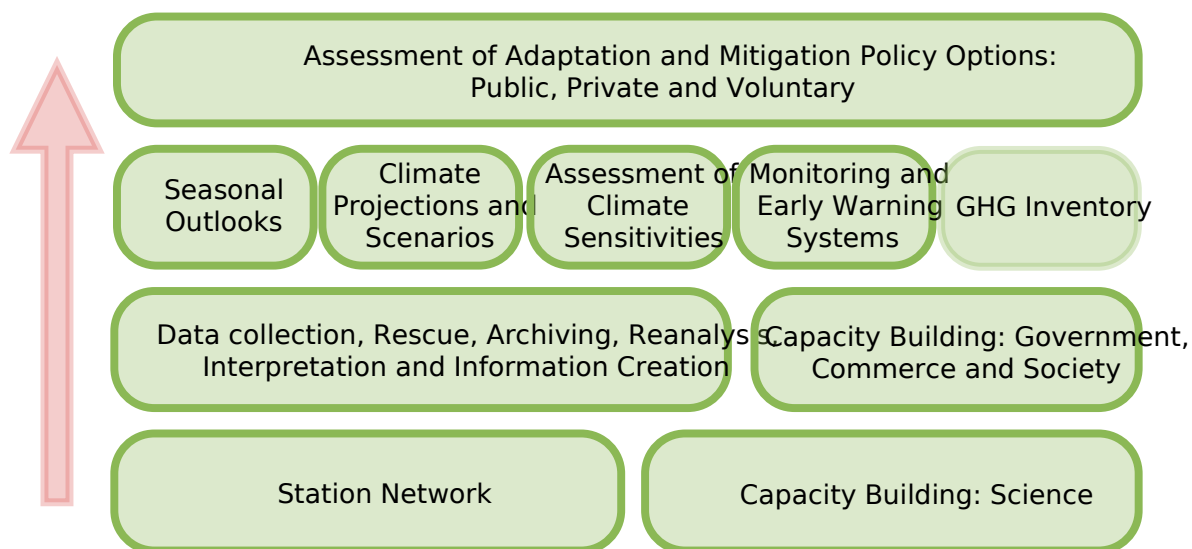 Assessment of Adaptation and Mitigation Policy Options:
Public, Private and Voluntary
Seasonal
Outlooks
Climate
Projections and
Scenarios
Assessment of
Climate
Sensitivities
Monitoring and
Early Warning
Systems
GHG Inventory
Data collection, Rescue, Archiving, Reanalysis,
Interpretation and Information Creation
Capacity Building: Government,
Commerce and Society
Station Network
Capacity Building: Science